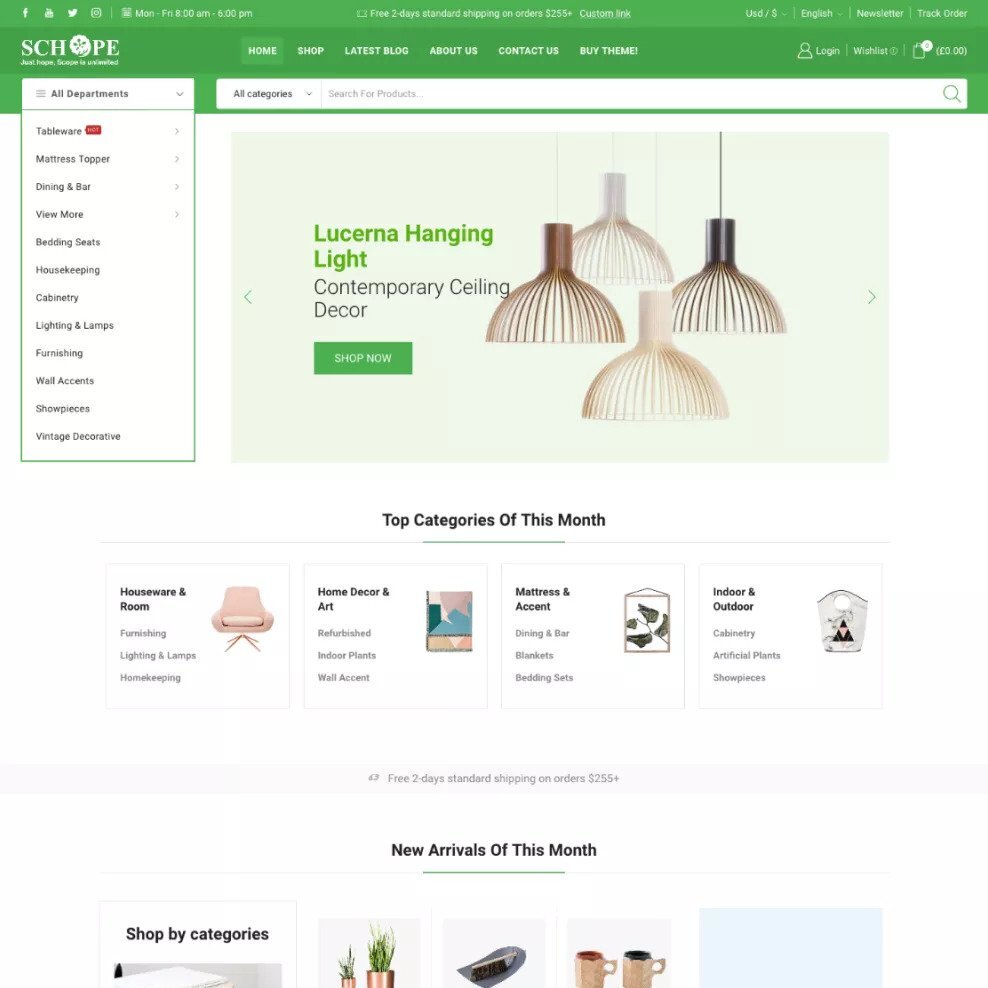 Mon - Fri 8:00 am - 6:00 pm
Free 2-days standard shipping on orders $255+ Custom link
Usd / $ English Newsletter Track Order
SCHOPE
Just hope, Scope is unlimited
HOME SHOP LATEST BLOG ABOUT US CONTACT US BUY THEME!
Login Wishlist 0 (£0.00)
All Departments
All categories Search For Products...
Tableware HOT
Mattress Topper
Dining & Bar
View More
Bedding Seats
Housekeeping
Cabinetry
Lighting & Lamps
Furnishing
Wall Accents
Showpieces
Vintage Decorative
Lucerna Hanging
Light
Contemporary Ceiling
Decor
SHOP NOW
Top Categories Of This Month
Houseware &
Room
Furnishing
Lighting & Lamps
Homekeeping
Home Decor &
Art
Refurbished
Indoor Plants
Wall Accent
Mattress &
Accent
Dining & Bar
Blankets
Bedding Sets
Indoor &
Outdoor
Cabinetry
Artificial Plants
Showpieces
Free 2-days standard shipping on orders $255+
New Arrivals Of This Month
Shop by categories